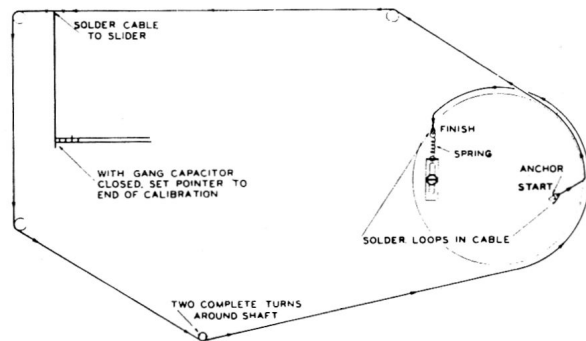 SOLDER CABLE
TO SLIDER
WITH GANG CAPACITOR
CLOSED, SET POINTER TO
END OF CALIBRATION
FINISH
SPRING
ANCHOR
START
SOLDER LOOPS IN CABLE
TWO COMPLETE TURNS
AROUND SHAFT